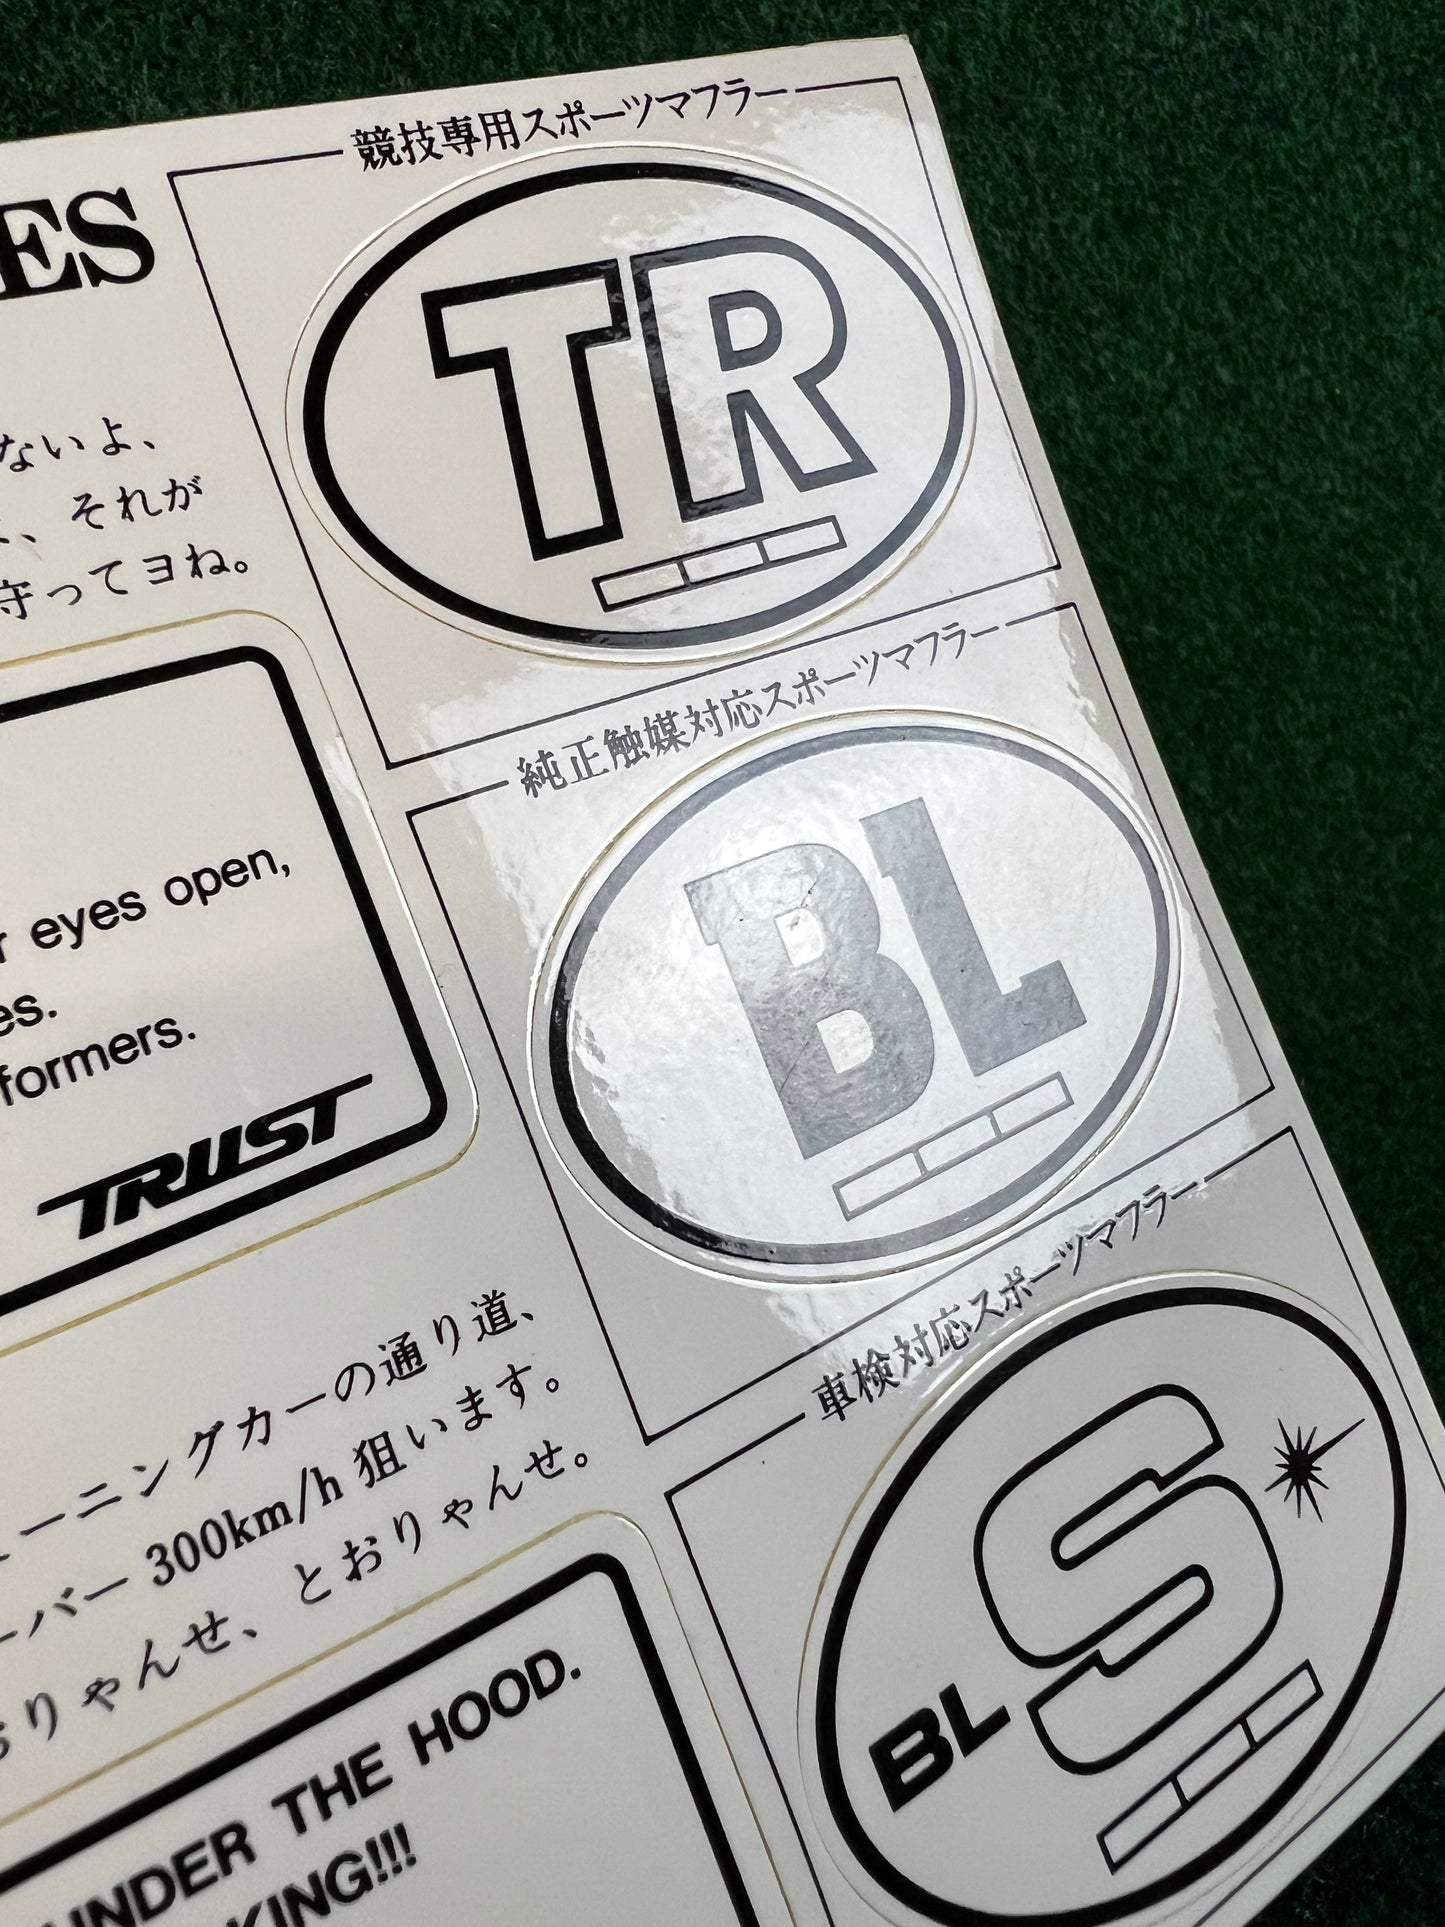 ES
ないよ、
、それが
守ってヨね。
eyes open,
es.
formers.
TRUST
ーニングカーの通り道、
ーバー 300km/h 狙います。
おりゃんせ、とおりゃんせ。
UNDER THE HOOD.
KING!!!
競技専用スポーツマフラー
TR
純正触媒対応スポーツマフラー
BL
車検対応スポーツマフラー
S
BL